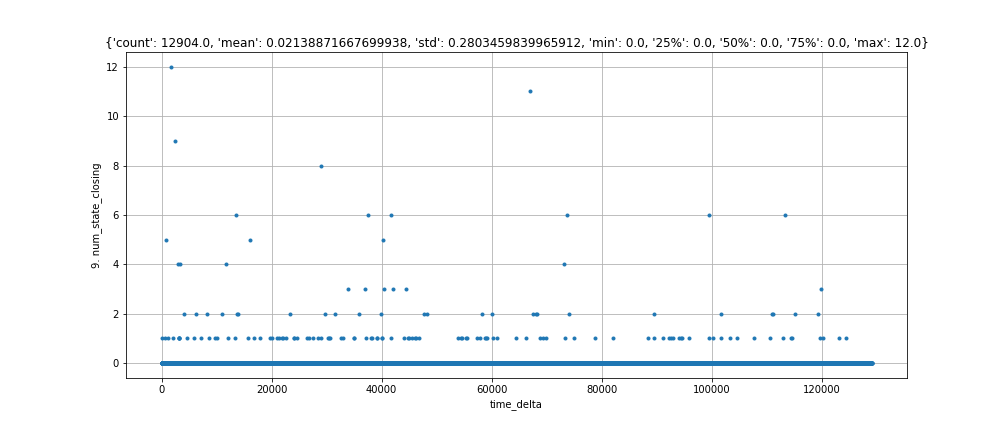 {'count': 12904.0, 'mean': 0.02138871667699938, 'std': 0.2803459839965912, 'min': 0.0, '25%': 0.0, '50%': 0.0, '75%': 0.0, 'max': 12.0}
12
10
8
6
4
2
0
9. num_state_closing
0 20000 40000 60000 80000 100000 120000
time_delta